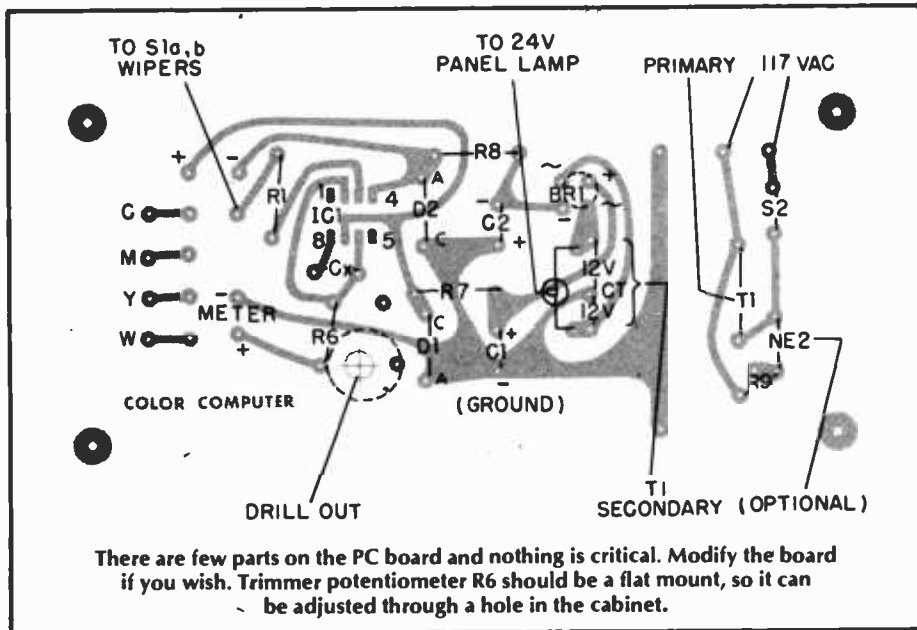 TO S1a,b
WIPERS
TO 24V
PANEL LAMP
PRIMARY
117 VAC
+
-
R8
~
+
R1
1
8
4
A
BR1
IC1
D2
-
C2
-
~
G
8
8
5
C
+
S2
M
Cx
12V
CT
Y
-
R7
12V
T1
W
METER
C
+
+
R6
D1
C1
NE2
A
-
R9
COLOR COMPUTER
(GROUND)
DRILL OUT
T1
SECONDARY
(OPTIONAL)
There are few parts on the PC board and nothing is critical. Modify the board
if you wish. Trimmer potentiometer R6 should be a flat mount, so it can
be adjusted through a hole in the cabinet.